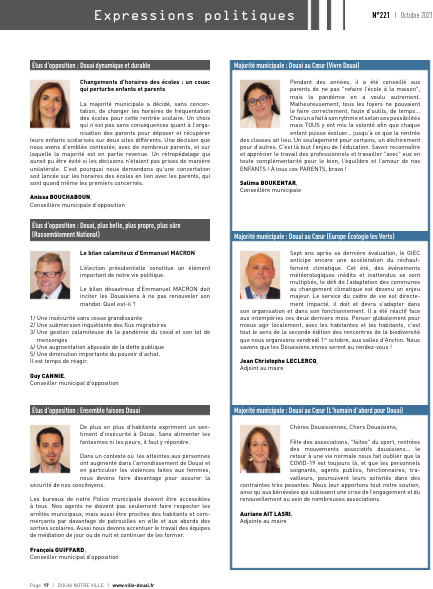 Expressions politiques
N°221 | Octobre 2021
Élus d'opposition : Douai dynamique et durable
Changements d'horaires des écoles : un couac
qui perturbe enfants et parents
La majorité municipale a décidé, sans concer-
tation, de changer les horaires de fréquentation
des écoles pour cette rentrée scolaire. Un choix
qui n'est pas sans conséquences quant à l'orga-
nisation des parents pour déposer et récupérer
leurs enfants scolarisés sur deux sites différents. Une décision que
nous avons d'emblée contestée, avec de nombreux parents, et sur
laquelle la majorité est en partie revenue. Un rétropédalage qui
aurait pu être évité si les décisions n'étaient pas prises de manière
unilatérale. C'est pourquoi nous demandons qu'une concertation
soit lancée sur les horaires des écoles en lien avec les parents, qui
sont quand même les premiers concernés.
Anissa BOUCHABOUN,
Conseillère municipale d'opposition
Élus d'opposition : Douai, plus belle, plus propre, plus sûre
(Rassemblement National)
Le bilan calamiteux d'Emmanuel MACRON
L'élection présidentielle constitue un élément
important de notre vie politique.
Le bilan désastreux d'Emmanuel MACRON doit
inciter les Douaisiens à ne pas renouveler son
mandat. Quel est-il ?
1/ Une insécurité sans cesse grandissante
2/ Une submersion inquiétante des flux migratoires
3/ Une gestion calamiteuse de la pandémie du covid et son lot de
mensonges
4/ Une augmentation abyssale de la dette publique
5/ Une diminution importante du pouvoir d'achat.
Il est temps de réagir.
Guy CANNIE,
Conseiller municipal d'opposition
Élus d'opposition : Ensemble faisons Douai
De plus en plus d'habitants expriment un sen-
timent d'insécurité à Douai. Sans alimenter les
fantasmes ni les peurs, il faut y répondre.
Dans un contexte où les atteintes aux personnes
ont augmenté dans l'arrondissement de Douai et
en particulier les violences faites aux femmes,
nous devons faire davantage pour assurer la
sécurité de nos concitoyens.
Les bureaux de notre Police municipale doivent être accessibles
à tous. Nos agents ne doivent pas seulement faire respecter les
arrêtés municipaux, mais aussi être proches des habitants et com-
merçants par davantage de patrouilles en ville et aux abords des
sorties scolaires. Aussi nous devons accentuer le travail des équipes
de médiation de jour ou de nuit et continuer de les former.
François GUIFFARD,
Conseiller municipal d'opposition
Majorité municipale : Douai au Cœur (Vivre Douai)
Pendant des années, il a été conseillé aux
parents de ne pas "refaire l'école à la maison",
mais la pandémie en a voulu autrement.
Malheureusement, tous les foyers ne pouvaient
le faire correctement, faute d'outils, de temps...
Chacun a fait à son rythme et selon ses possibilités
mais TOUS y ont mis la volonté afin que chaque
enfant puisse évoluer... jusqu'à ce que la rentrée
des classes ait lieu. Un soulagement pour certains, un déchirement
pour d'autres. C'est là tout l'enjeu de l'éducation. Savoir reconnaître
et apprécier le travail des professionnels et travailler "avec" eux en
toute complémentarité pour le bien, l'équilibre et l'amour de nos
ENFANTS ! À tous ces PARENTS, bravo !
Selima BOUKENTAR,
Conseillère municipale
Majorité municipale : Douai au Cœur (Europe Écologie les Verts)
Sept ans après sa dernière évaluation, le GIEC
anticipe encore une accélération du réchauf-
fement climatique. Cet été, des événements
météorologiques inédits et inattendus se sont
multipliés, le défi de l'adaptation des communes
au changement climatique est devenu un enjeu
majeur. Le service du cadre de vie est directe-
ment impacté, il doit et devra s'adapter dans
son organisation et dans son fonctionnement. Il a été réactif face
aux intempéries ces deux derniers mois. Penser globalement pour
mieux agir localement, avec les habitantes et les habitants, c'est
tout le sens de la seconde édition des rencontres de la biodiversité
que nous organisons vendredi 1er octobre, aux salles d'Anchin. Nous
savons que les Douaisiens.ennes seront au rendez-vous !
Jean Christophe LECLERCQ,
Adjoint au maire
Majorité municipale : Douai au Cœur (L'humain d'abord pour Douai)
Chères Douaisiennes, Chers Douaisiens,
Fête des associations, "faites" du sport, rentrées
des mouvements associatifs douaisiens... le
retour à une vie normale nous fait oublier que la
COVID-19 est toujours là, et que les personnels
soignants, agents publics, fonctionnaires, tra-
vailleurs, poursuivent leurs activités dans des
contraintes très pesantes. Nous leur apportons tout notre soutien,
ainsi qu'aux bénévoles qui subissent une crise de l'engagement et du
renouvellement au sein de nombreuses associations.
Auriane AIT LASRI,
Adjointe au maire
Page 17 | DOUAI NOTRE VILLE | www.ville-douai.fr